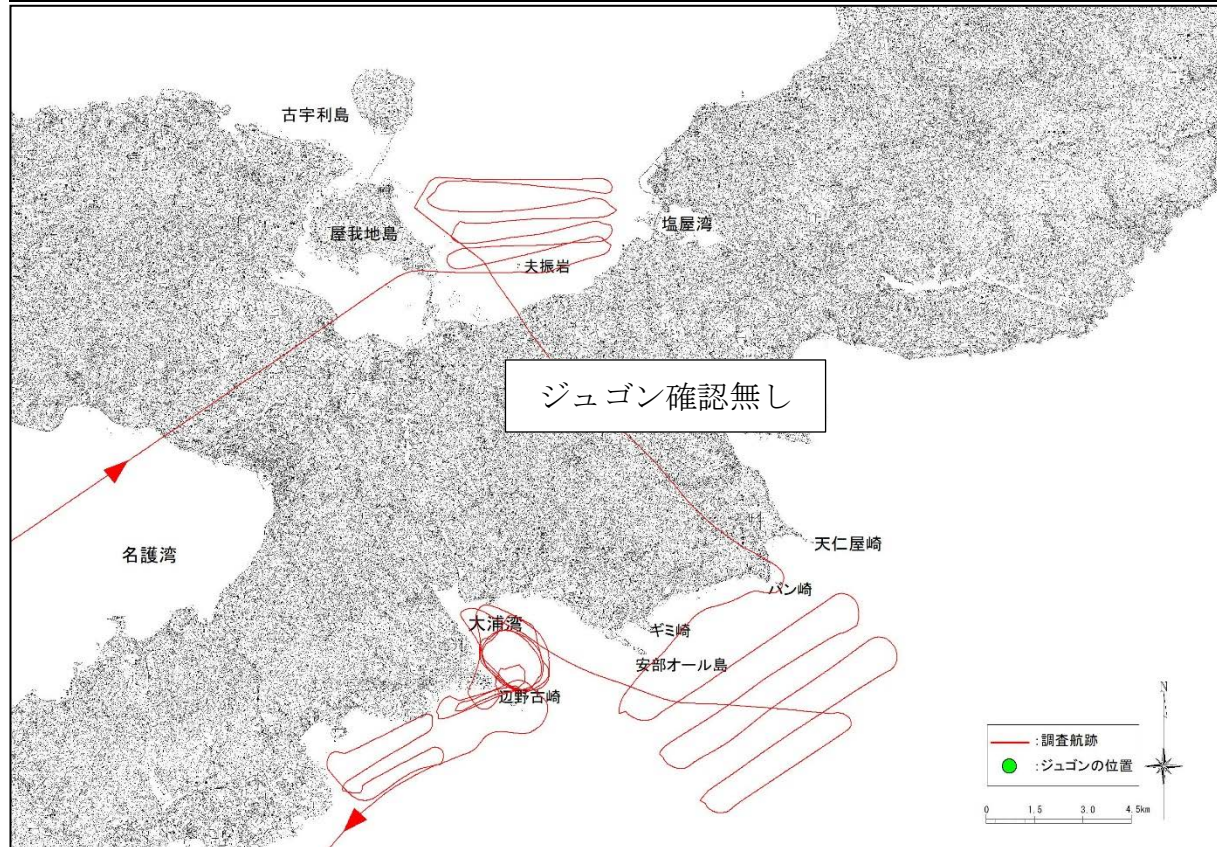 古宇利島
屋我地島
塩屋湾
夫振岩
ジュゴン確認無し
名護湾
天仁屋崎
バン崎
大浦湾
ギミ崎
安部オール島
辺野古崎
N
:調査航跡
:ジュゴンの位置
0 1.5 3.0 4.5km